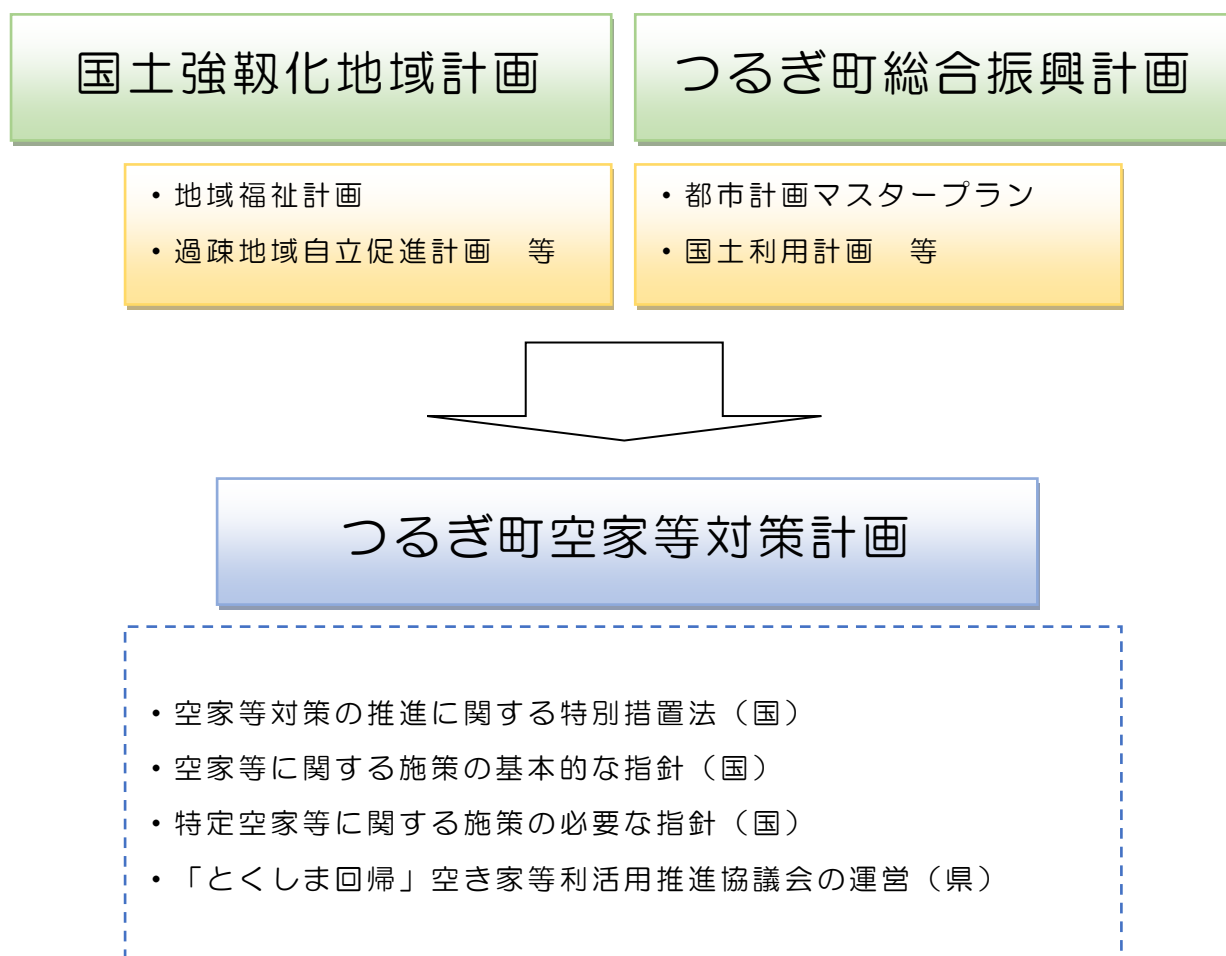 国土強靱化地域計画
つるぎ町総合振興計画
・地域福祉計画
・過疎地域自立促進計画　等
・都市計画マスタープラン
・国土利用計画　等
つるぎ町空家等対策計画
・空家等対策の推進に関する特別措置法（国）
・空家等に関する施策の基本的な指針（国）
・特定空家等に関する施策の必要な指針（国）
・「とくしま回帰」空き家等利活用推進協議会の運営（県）